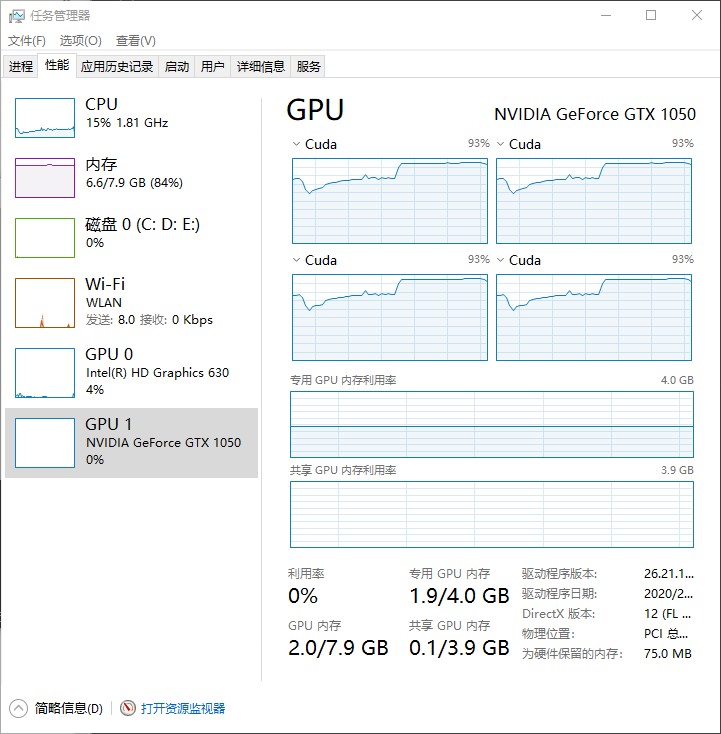 任务管理器
文件(F) 选项(O) 查看(V)
进程 性能 应用历史记录 启动 用户 详细信息 服务
CPU
15% 1.81 GHz
内存
6.6/7.9 GB (84%)
磁盘 0 (C: D: E:)
0%
Wi-Fi
WLAN
发送: 8.0 接收: 0 Kbps
GPU 0
Intel(R) HD Graphics 630
4%
GPU 1
NVIDIA GeForce GTX 1050
0%
GPU NVIDIA GeForce GTX 1050
Cuda 93% Cuda 93%
Cuda 93% Cuda 93%
专用 GPU 内存利用率 4.0 GB
共享 GPU 内存利用率 3.9 GB
利用率 专用 GPU 内存
0% 1.9/4.0 GB
GPU 内存 共享 GPU 内存
2.0/7.9 GB 0.1/3.9 GB
驱动程序版本: 26.21.1...
驱动程序日期: 2020/2...
DirectX 版本: 12 (FL ...
物理位置: PCI 总...
为硬件保留的内存: 75.0 MB
简略信息(D) 打开资源监视器